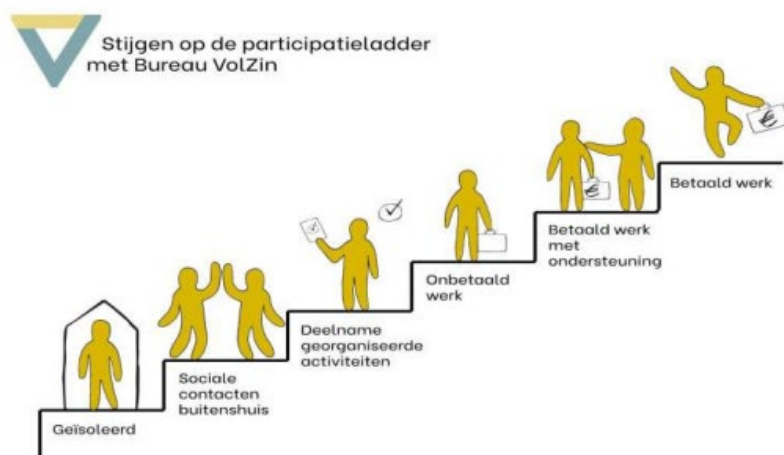 Stijgen op de participatieladder
met Bureau VolZin
Geïsoleerd
Sociale
contacten
buitenshuis
Deelname
georganiseerde
activiteiten
Onbetaald
werk
Betaald werk
met
ondersteuning
€
Betaald werk
€